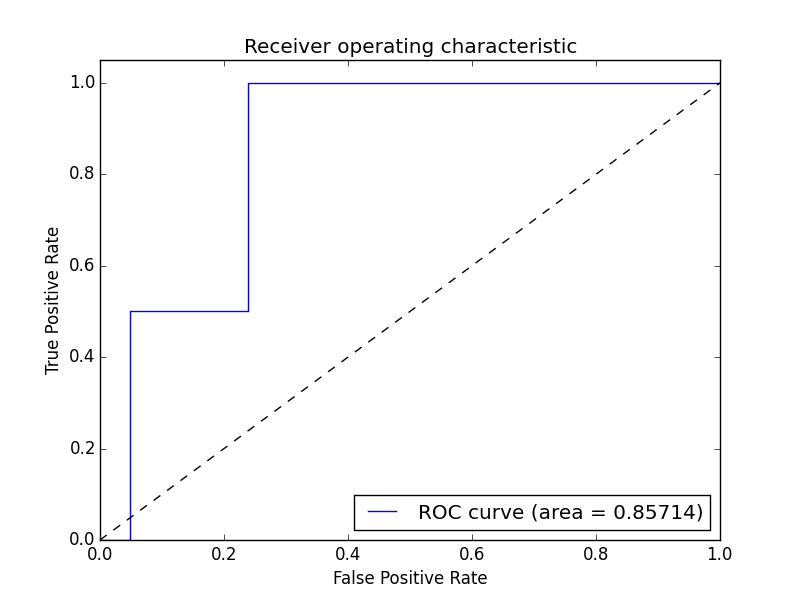 Receiver operating characteristic
1.0
0.8
0.6
0.4
0.2
0.0
True Positive Rate
ROC curve (area = 0.85714)
0.0 0.2 0.4 0.6 0.8 1.0
False Positive Rate